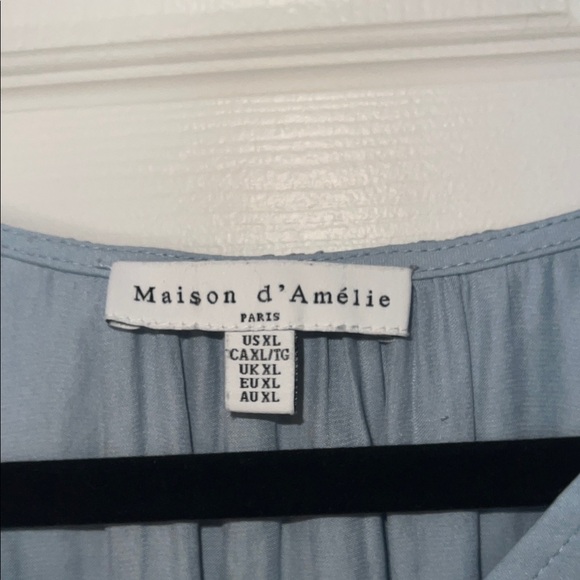 Maison d'Amélie
PARIS
US XL
CA XL/TG
UK XL
EU XL
AU XL